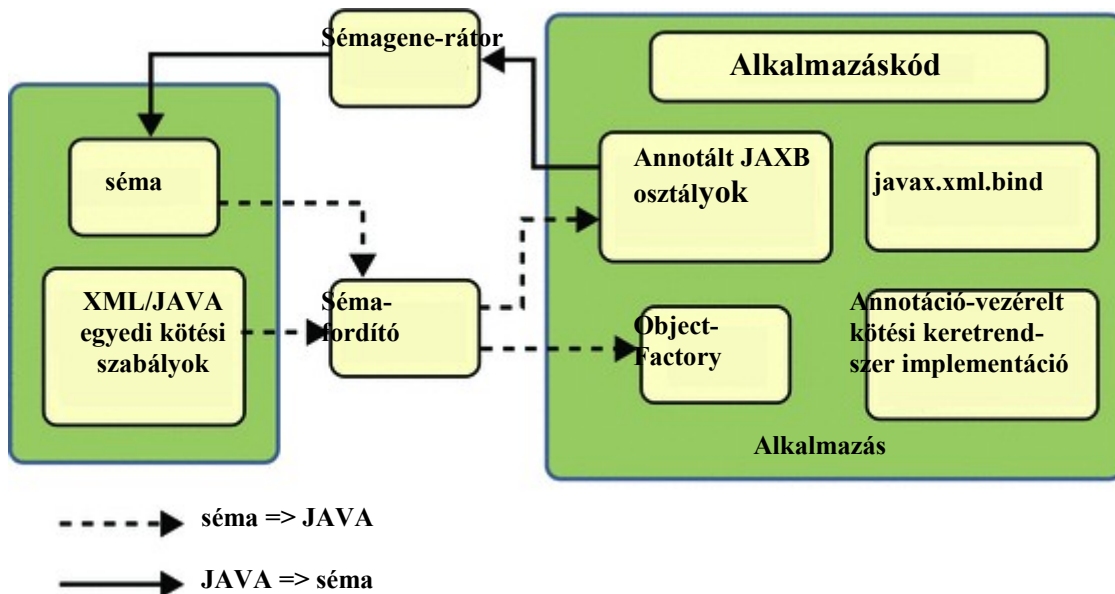 Sémagene-rátor
Alkalmazáskód
séma
Annotált JAXB
osztályok
javax.xml.bind
XML/JAVA
egyedi kötési
szabályok
Séma-
fordító
Object-
Factory
Annotáció-vezérelt
kötési keretrend-
szer implementáció
Alkalmazás
séma => JAVA
JAVA => séma